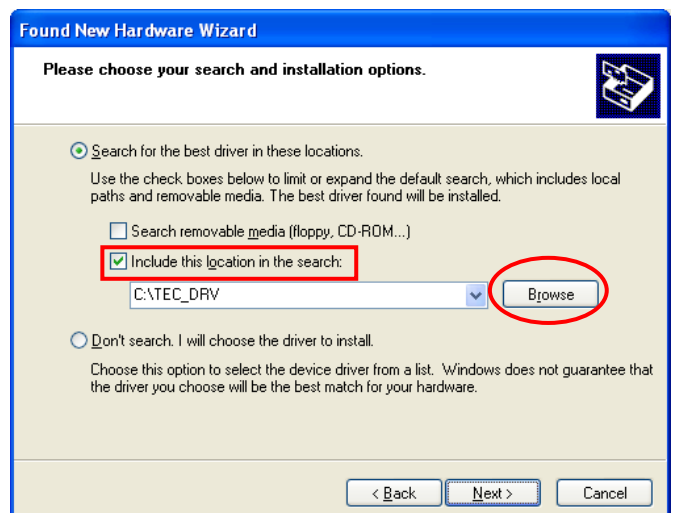 Found New Hardware Wizard
Please choose your search and installation options.
Search for the best driver in these locations.
Use the check boxes below to limit or expand the default search, which includes local
paths and removable media. The best driver found will be installed.
Search removable media (floppy, CD-ROM...)
Include this location in the search:
C:\TEC_DRV
Browse
Don't search. I will choose the driver to install.
Choose this option to select the device driver from a list. Windows does not guarantee that
the driver you choose will be the best match for your hardware.
< Back Next > Cancel